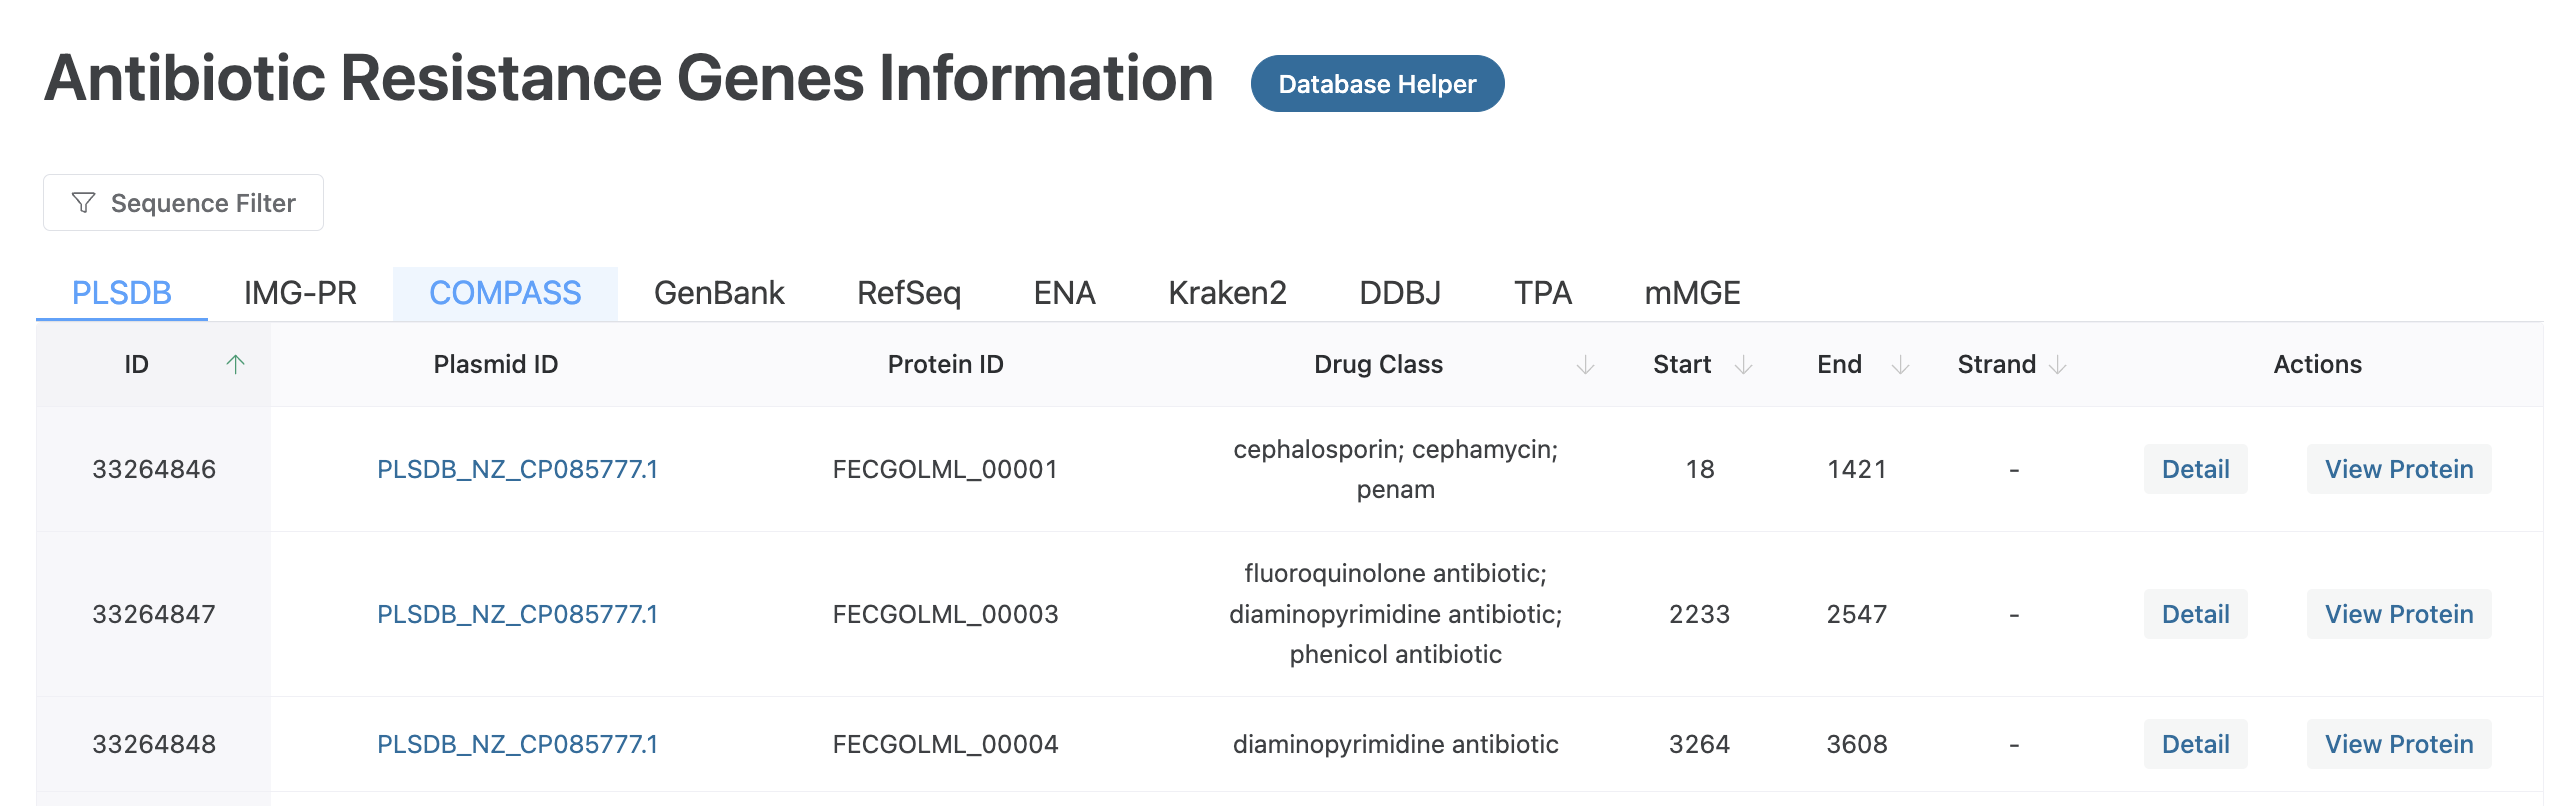 Antibiotic Resistance Genes Information
Database Helper
Sequence Filter
PLSDB IMG-PR COMPASS GenBank RefSeq ENA Kraken2 DDBJ TPA mMGE
ID Plasmid ID Protein ID Drug Class Start End Strand Actions
33264846 PLSDB_NZ_CP085777.1 FECGOLML_00001 cephalosporin; cephamycin;
penam 18 1421 - Detail View Protein
33264847 PLSDB_NZ_CP085777.1 FECGOLML_00003 fluoroquinolone antibiotic;
diaminopyrimidine antibiotic;
phenicol antibiotic 2233 2547 - Detail View Protein
33264848 PLSDB_NZ_CP085777.1 FECGOLML_00004 diaminopyrimidine antibiotic 3264 3608 - Detail View Protein